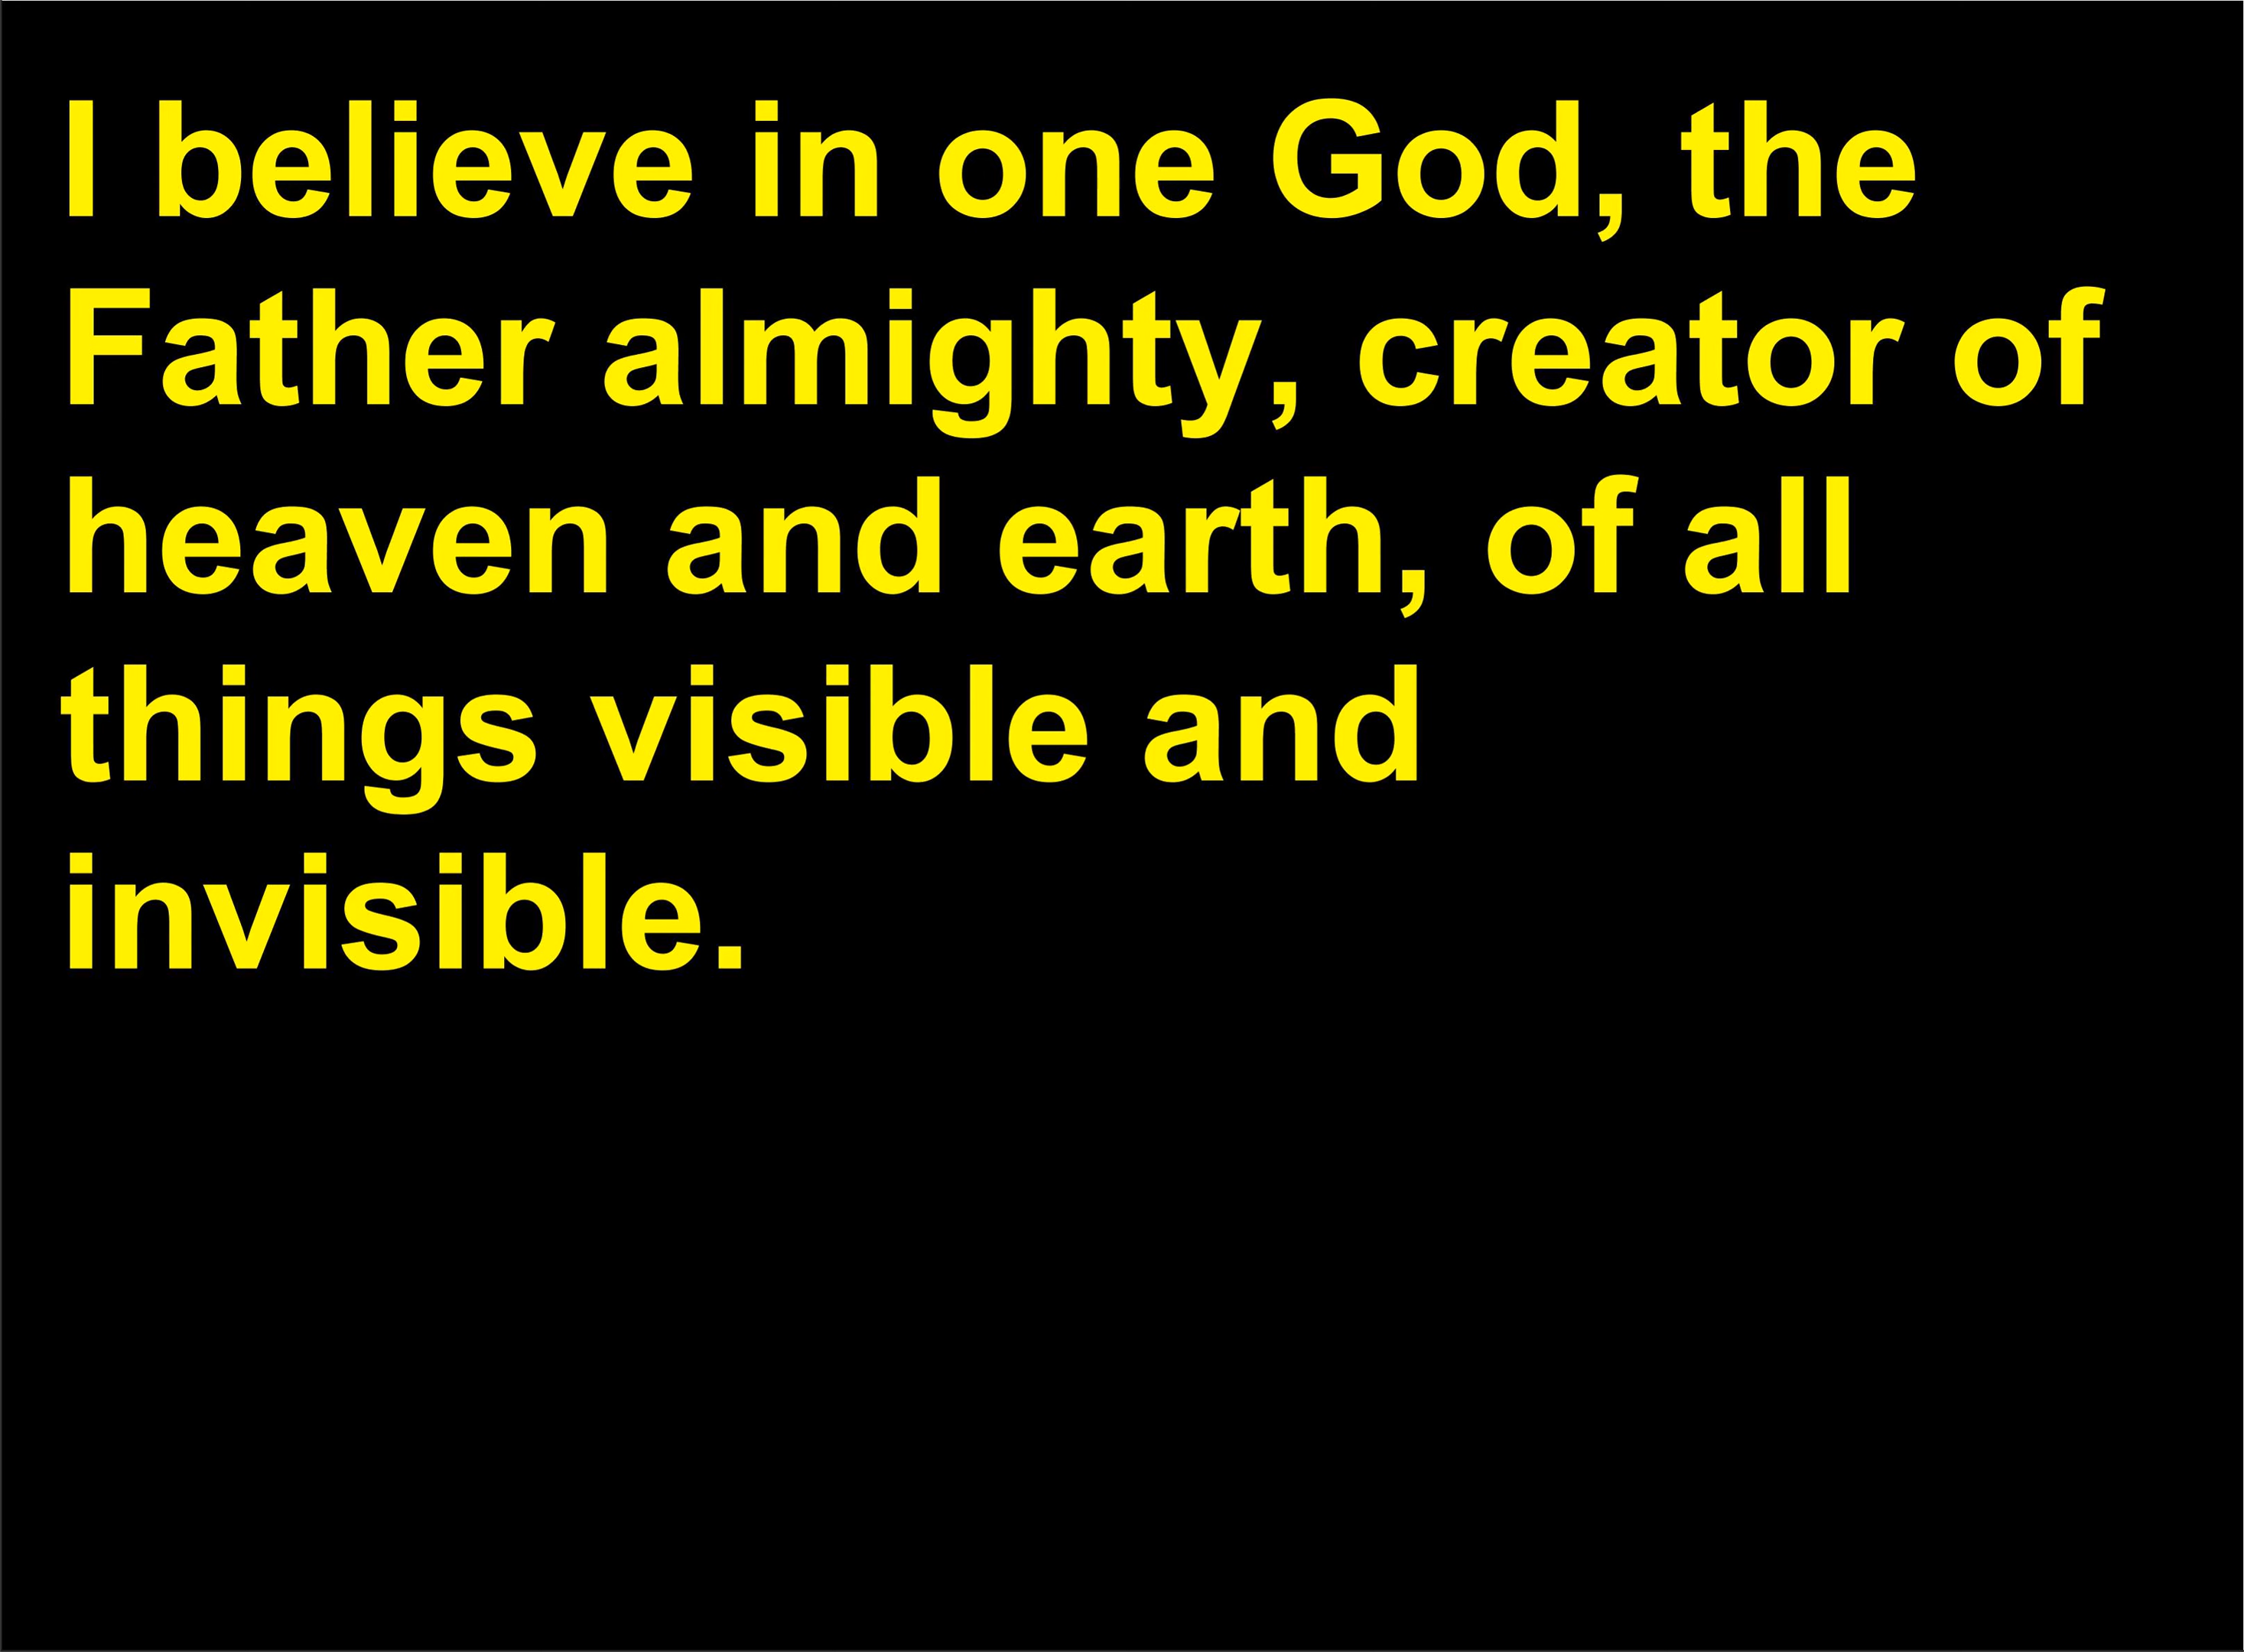 I believe in one God, the
Father almighty, creator of
heaven and earth, of all
things visible and
invisible.